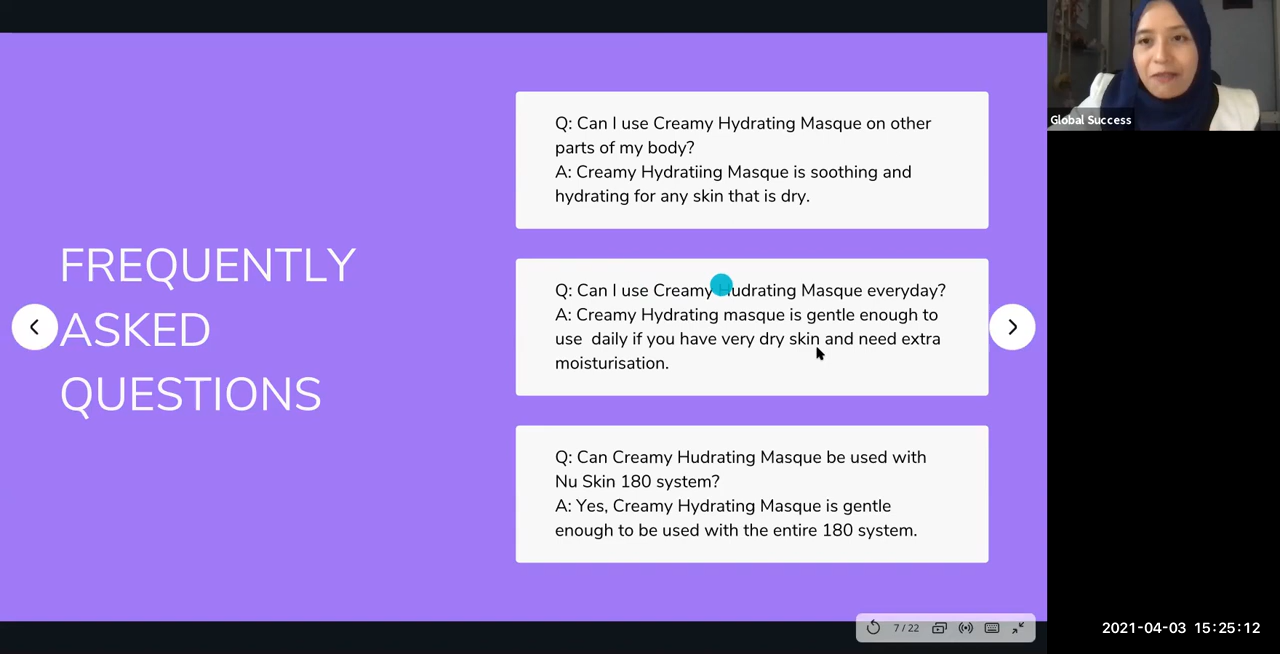 Global Success
FREQUENTLY
ASKED
QUESTIONS
Q: Can I use Creamy Hydrating Masque on other
parts of my body?
A: Creamy Hydratiing Masque is soothing and
hydrating for any skin that is dry.
Q: Can I use Creamy Hudrating Masque everyday?
A: Creamy Hydrating masque is gentle enough to
use daily if you have very dry skin and need extra
moisturisation.
Q: Can Creamy Hudrating Masque be used with
Nu Skin 180 system?
A: Yes, Creamy Hydrating Masque is gentle
enough to be used with the entire 180 system.
7 / 22
2021-04-03 15:25:12